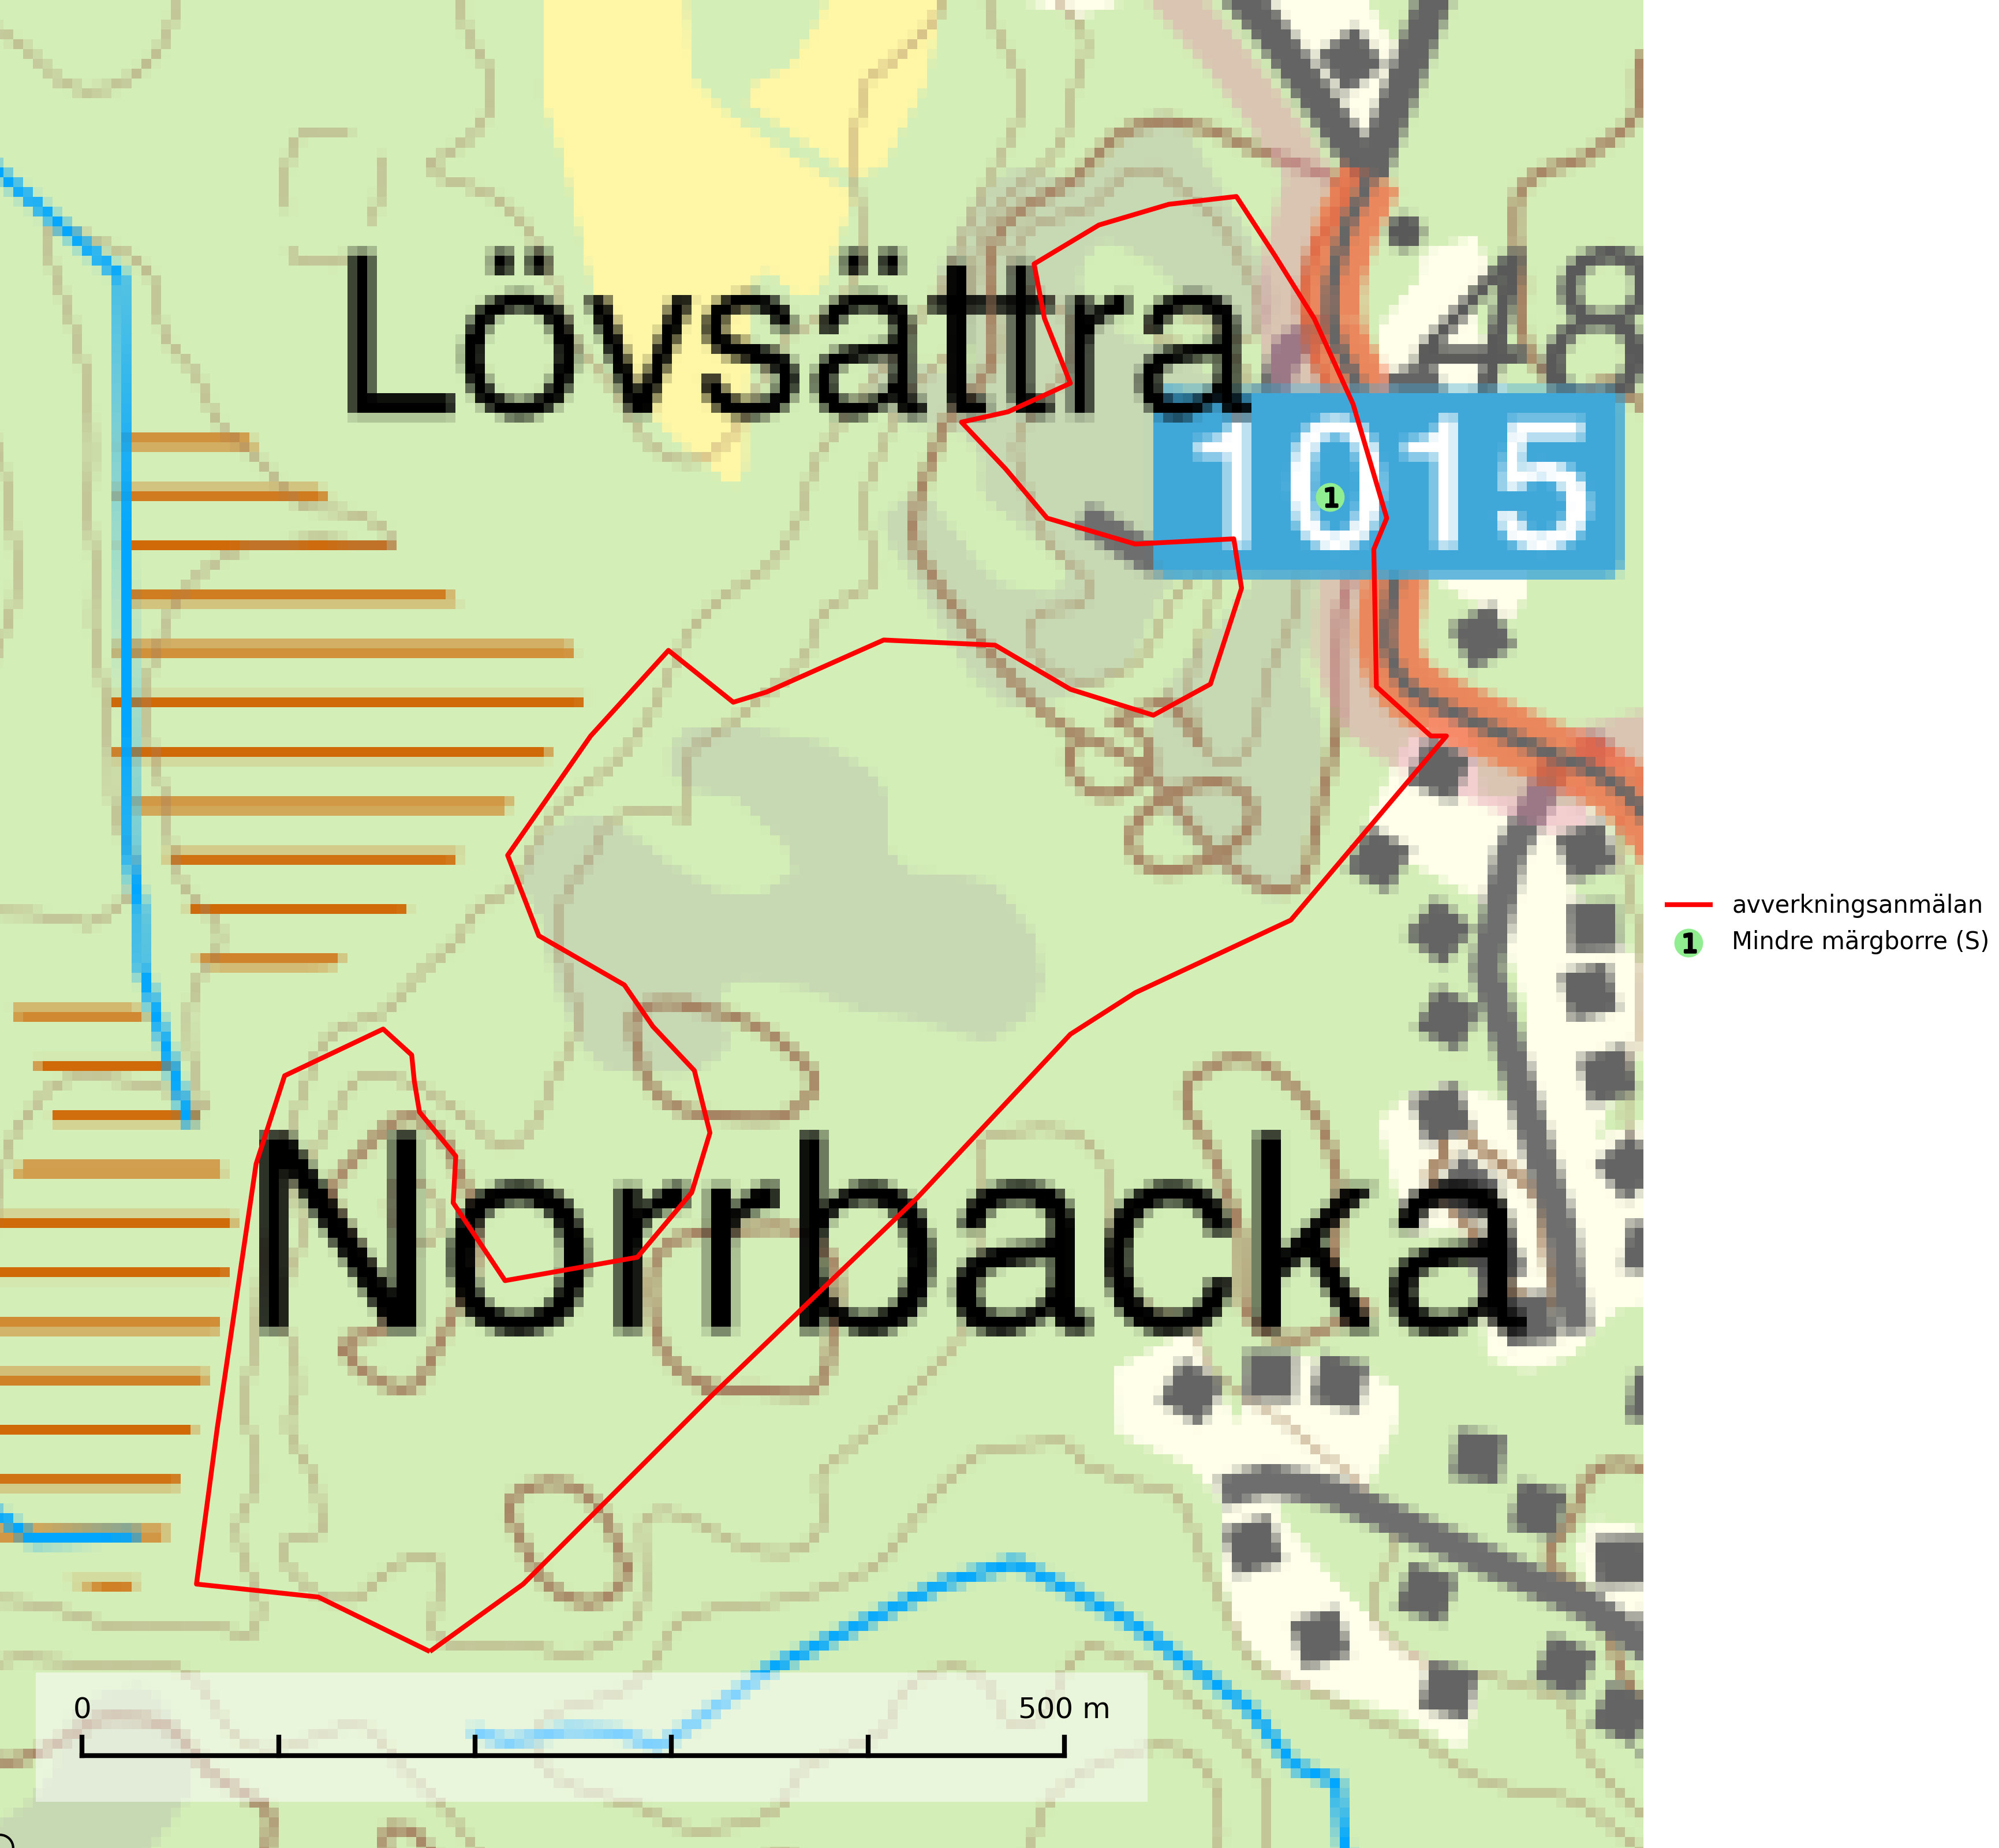 Lövsättra
48
1015
1
Norrbacka
avverkningsanmälan
1 Mindre märgborre (S)
0 500 m